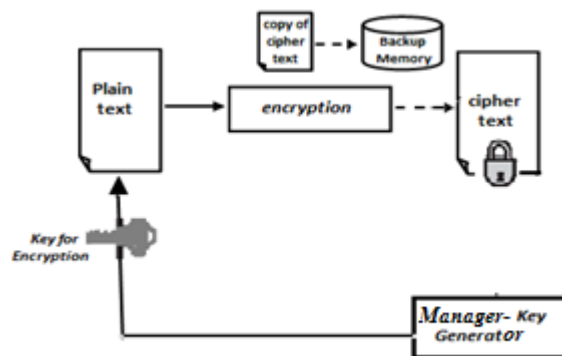 copy of
cipher
text
Backup
Memory
Plain
text
encryption
cipher
text
Key for
Encryption
Manager- Key
Generator